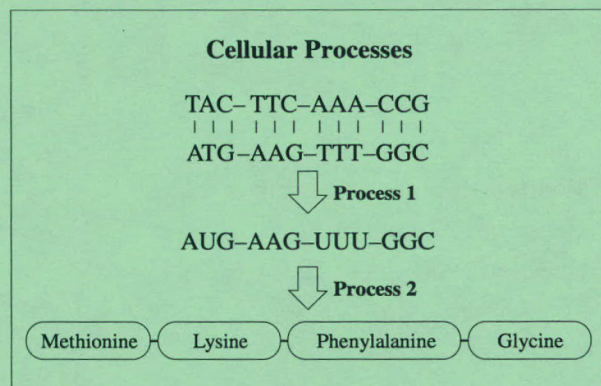 Cellular Processes
TAC–TTC–AAA–CCG
ATG–AAG–TTT–GGC
Process 1
AUG–AAG–UUU–GGC
Process 2
Methionine Lysine Phenylalanine Glycine